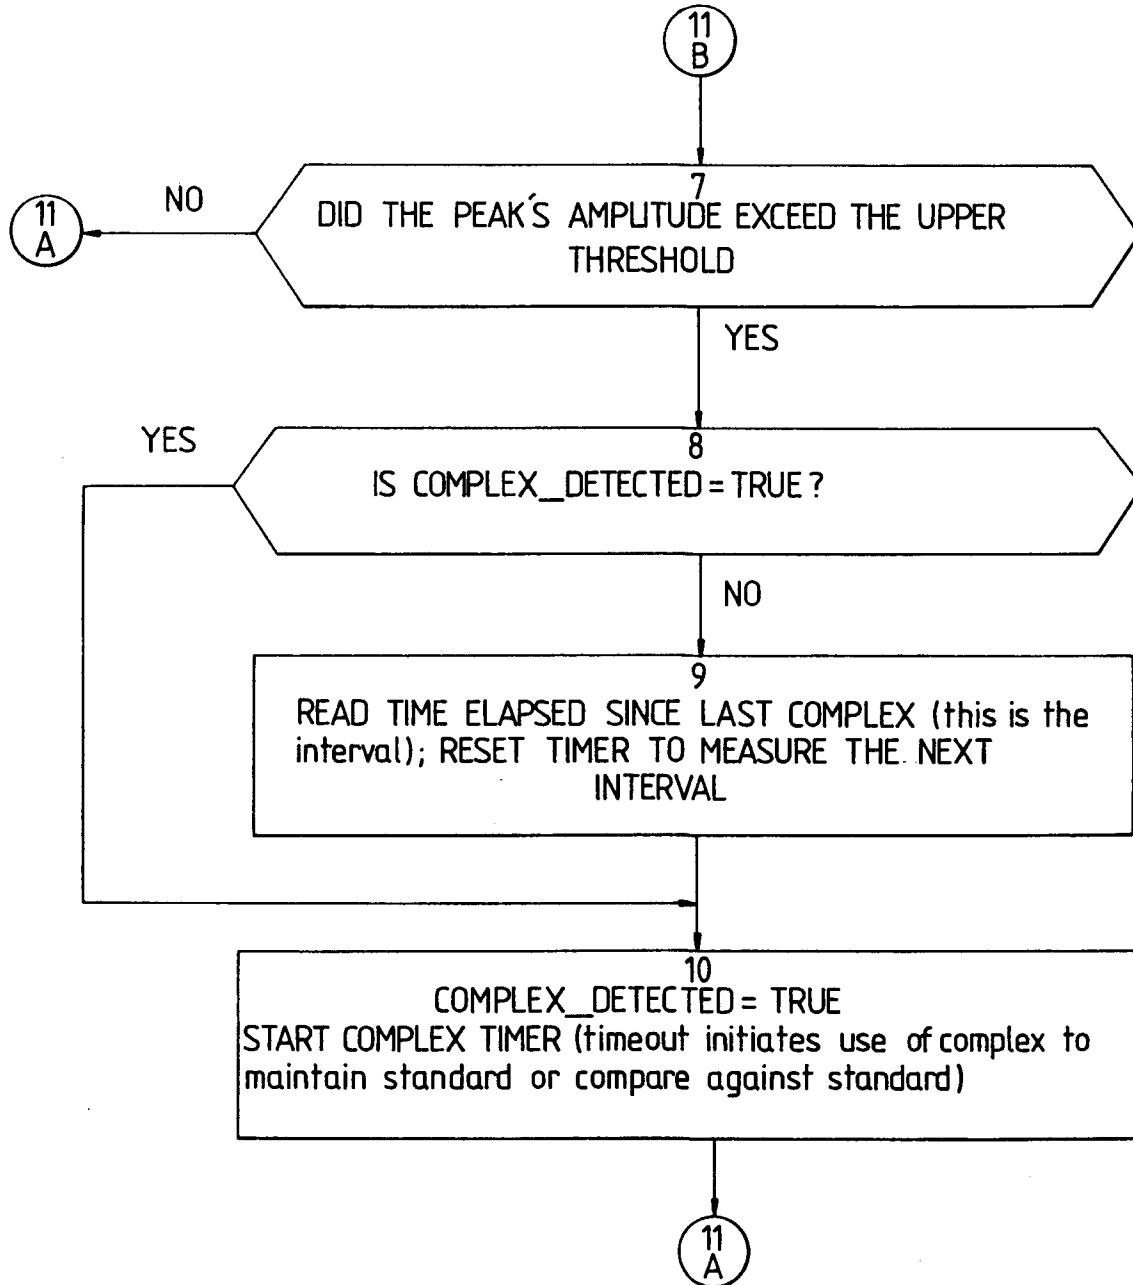 11
B
7
NO
11
A
DID THE PEAK'S AMPLITUDE EXCEED THE UPPER
THRESHOLD
YES
YES
8
IS COMPLEX_DETECTED = TRUE ?
NO
9
READ TIME ELAPSED SINCE LAST COMPLEX (this is the
interval); RESET TIMER TO MEASURE THE NEXT
INTERVAL
10
COMPLEX_DETECTED = TRUE
START COMPLEX TIMER (timeout initiates use of complex to
maintain standard or compare against standard)
11
A